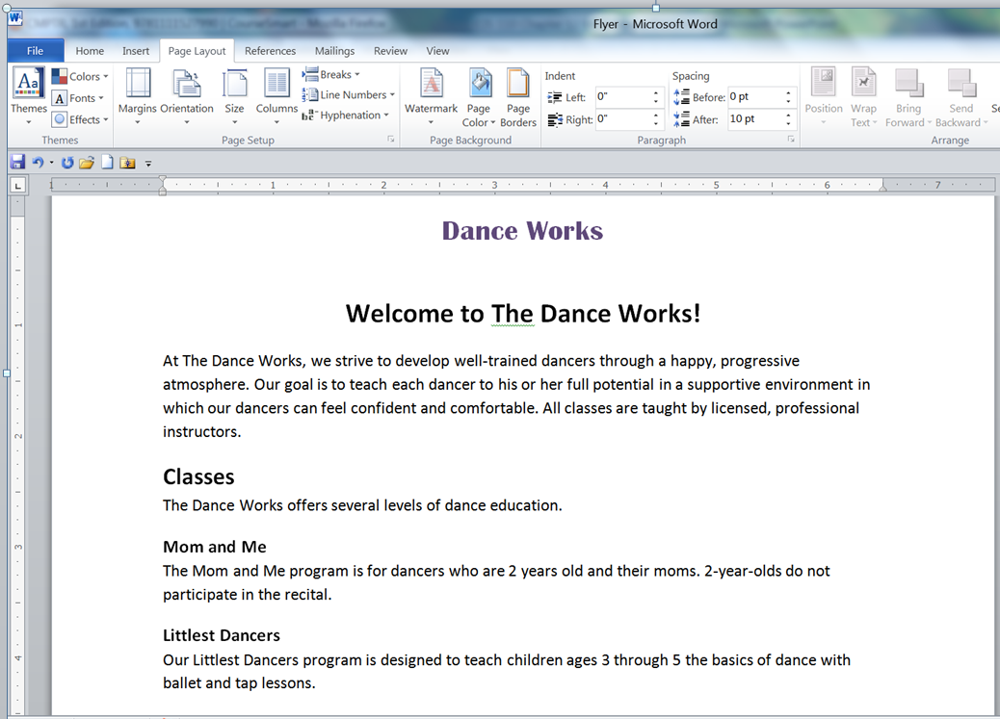 Flyer - Microsoft Word
File Home Insert Page Layout References Mailings Review View
Themes
Colors
Fonts
Effects
Themes
Margins
Orientation
Size
Columns
Breaks
Line Numbers
Hyphenation
Page Setup
Watermark
Page
Color
Page
Borders
Page Background
Indent
Left: 0"
Right: 0"
Spacing
Before: 0 pt
After: 10 pt
Paragraph
Position
Wrap
Text
Bring
Forward
Send
Backward
Arrange
1 1 2 3 4 5 6 7
1
2
3
4
Dance Works
Welcome to The Dance Works!
At The Dance Works, we strive to develop well-trained dancers through a happy, progressive
atmosphere. Our goal is to teach each dancer to his or her full potential in a supportive environment in
which our dancers can feel confident and comfortable. All classes are taught by licensed, professional
instructors.
Classes
The Dance Works offers several levels of dance education.
Mom and Me
The Mom and Me program is for dancers who are 2 years old and their moms. 2-year-olds do not
participate in the recital.
Littlest Dancers
Our Littlest Dancers program is designed to teach children ages 3 through 5 the basics of dance with
ballet and tap lessons.